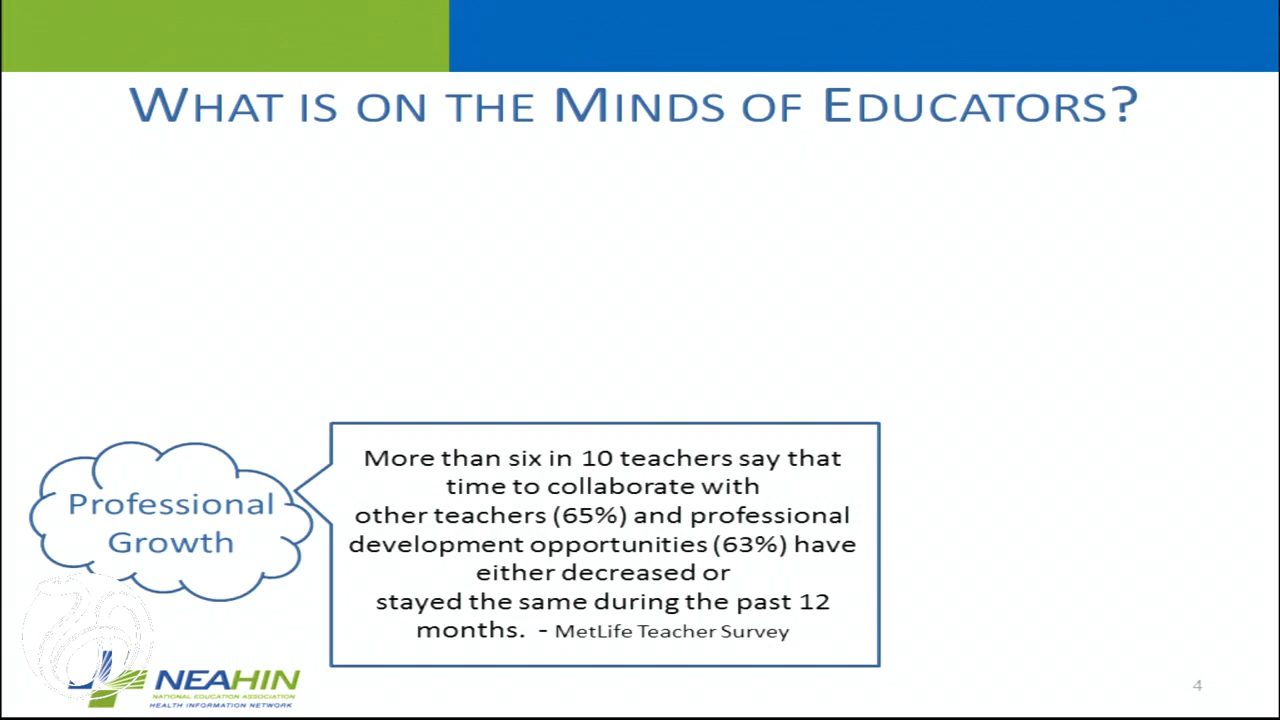 WHAT IS ON THE MINDS OF EDUCATORS?
Professional
Growth
More than six in 10 teachers say that
time to collaborate with
other teachers (65%) and professional
development opportunities (63%) have
either decreased or
stayed the same during the past 12
months. - MetLife Teacher Survey
NEAHIN
NATIONAL EDUCATION ASSOCIATION
HEALTH INFORMATION NETWORK
4